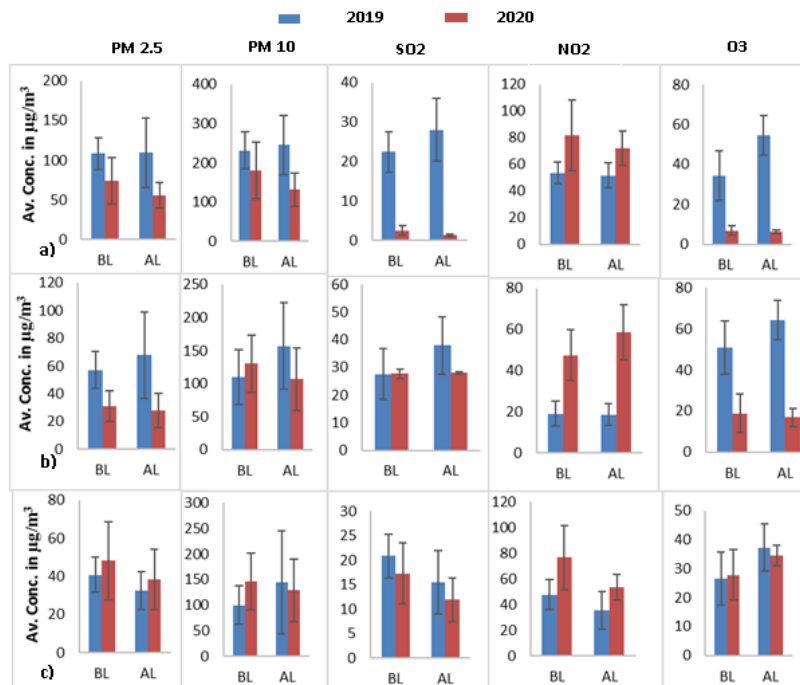 2019 2020
PM 2.5 PM 10 SO2 NO2 O3
Av. Conc. in µg/m³
200 150 100 50 0
400 300 200 100 0
40 30 20 10 0
120 100 80 60 40 20 0
80 60 40 20 0
a) BL AL BL AL BL AL BL AL BL AL
Av. Conc. in µg/m³
120 100 80 60 40 20 0
250 200 150 100 50 0
60 50 40 30 20 10 0
80 60 40 20 0
80 60 40 20 0
b) BL AL BL AL BL AL BL AL BL AL
Av. Conc. in µg/m³
80 60 40 20 0
300 250 200 150 100 50 0
30 25 20 15 10 5 0
120 100 80 60 40 20 0
50 40 30 20 10 0
c) BL AL BL AL BL AL BL AL BL AL